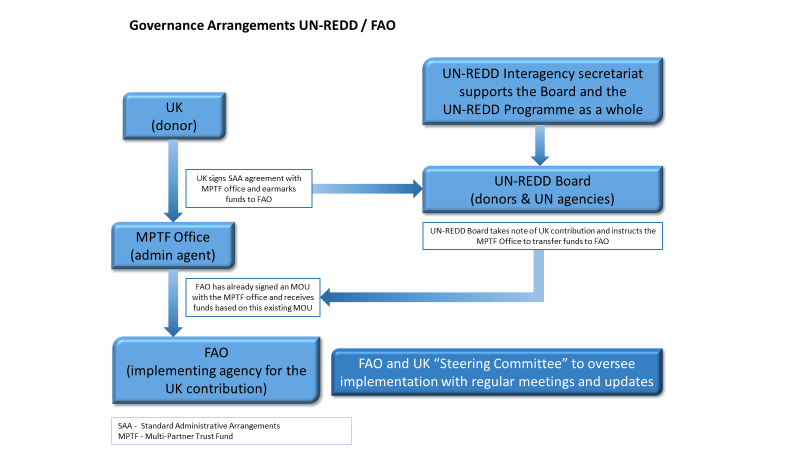 Governance Arrangements UN-REDD / FAO
UN-REDD Interagency secretariat
supports the Board and the
UN-REDD Programme as a whole
UK
(donor)
UK signs SAA agreement with
MPTF office and earmarks
funds to FAO
UN-REDD Board
(donors & UN agencies)
MPTF Office
(admin agent)
UN-REDD Board takes note of UK contribution and instructs the
MPTF Office to transfer funds to FAO
FAO has already signed an MOU
with the MPTF office and receives
funds based on this existing MOU
FAO
(implementing agency for the
UK contribution)
FAO and UK “Steering Committee” to oversee
implementation with regular meetings and updates
SAA - Standard Administrative Arrangements
MPTF - Multi-Partner Trust Fund